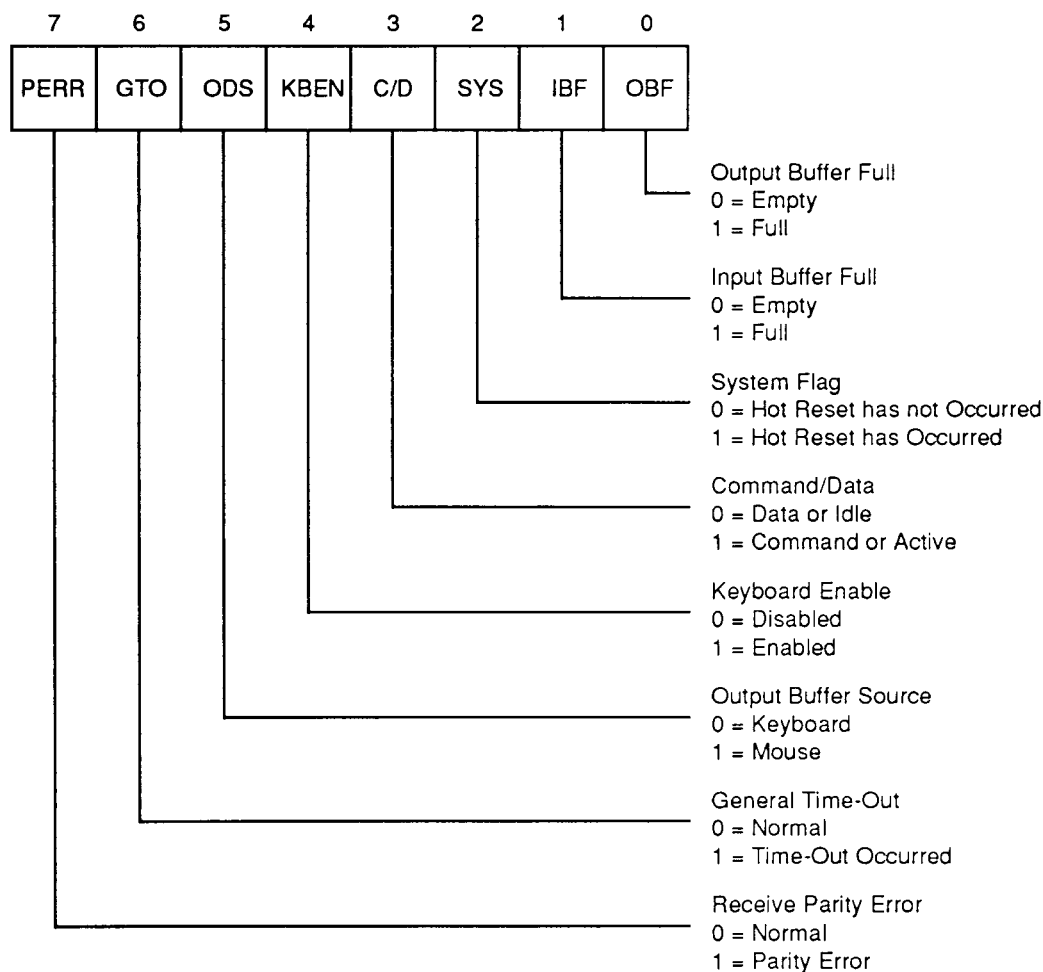 7 6 5 4 3 2 1 0
PERR GTO ODS KBEN C/D SYS IBF OBF
Output Buffer Full
0 = Empty
1 = Full
Input Buffer Full
0 = Empty
1 = Full
System Flag
0 = Hot Reset has not Occurred
1 = Hot Reset has Occurred
Command/Data
0 = Data or Idle
1 = Command or Active
Keyboard Enable
0 = Disabled
1 = Enabled
Output Buffer Source
0 = Keyboard
1 = Mouse
General Time-Out
0 = Normal
1 = Time-Out Occurred
Receive Parity Error
0 = Normal
1 = Parity Error